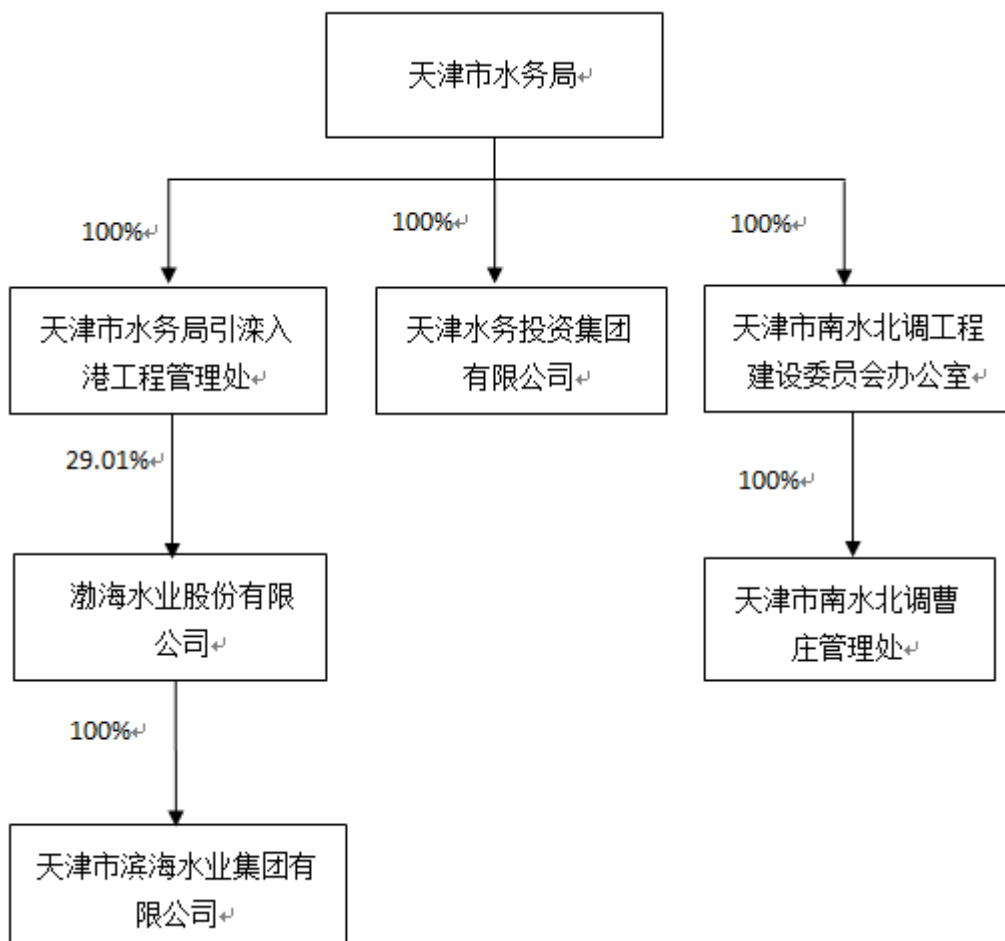 天津市水务局↵
100%↵
100%↵
100%↵
天津市水务局引滦入
港工程管理处↵
天津水务投资集团
有限公司↵
天津市南水北调工程
建设委员会办公室↵
29.01%↵
100%↵
渤海水业股份有限
公司↵
天津市南水北调曹
庄管理处↵
100%↵
天津市滨海水业集团有
限公司↵